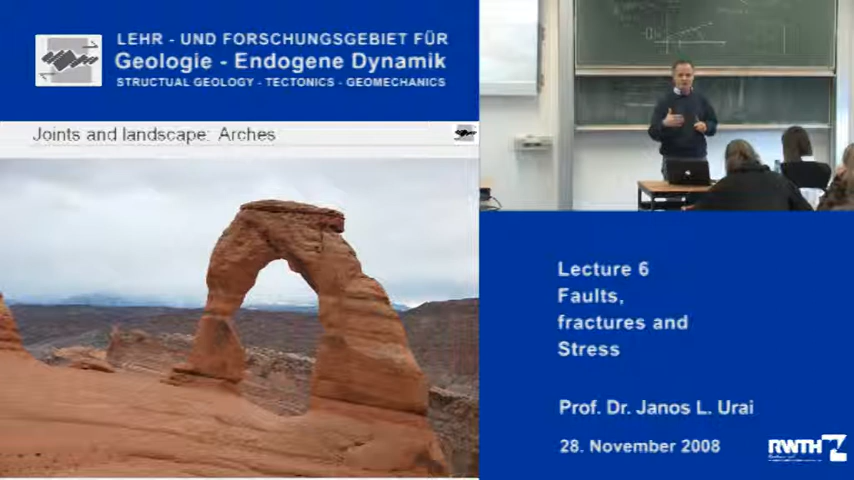 LEHR - UND FORSCHUNGSGEBIET FÜR
Geologie - Endogene Dynamik
STRUCTUAL GEOLOGY - TECTONICS - GEOMECHANICS
Joints and landscape: Arches
Lecture 6
Faults,
fractures and
Stress
Prof. Dr. Janos L. Urai
28. November 2008
RWTH